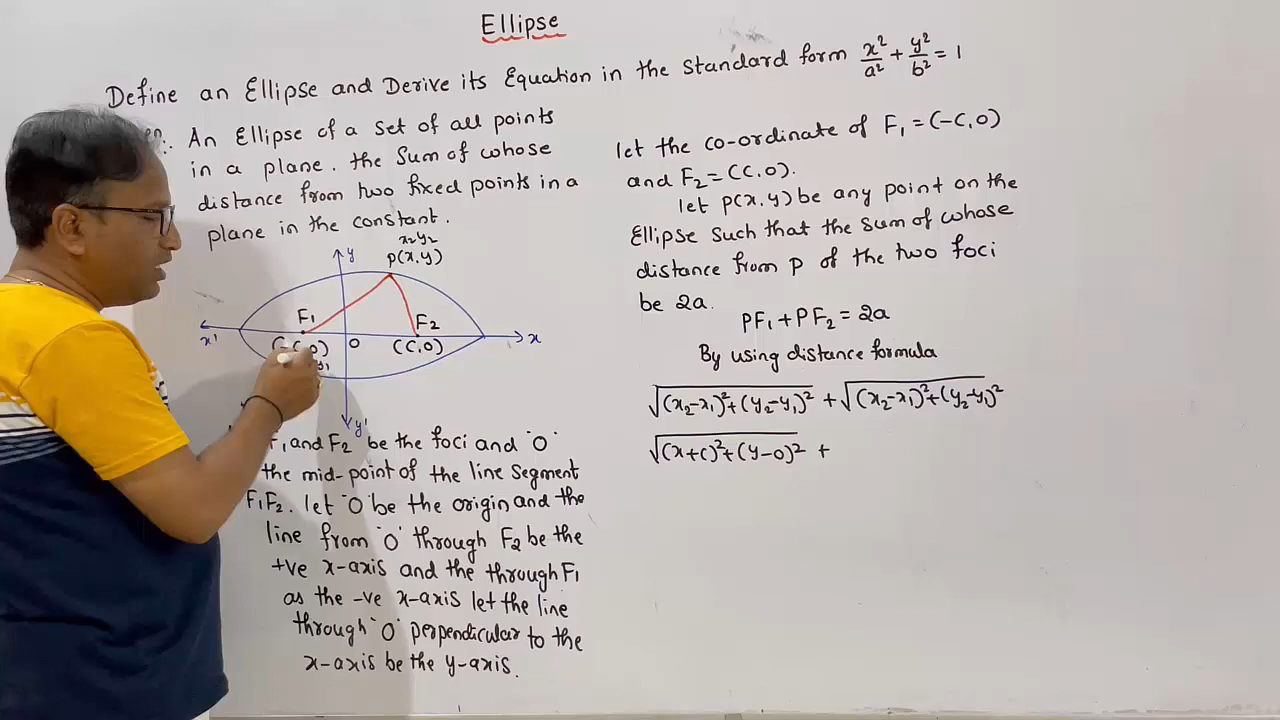 Ellipse
Define an Ellipse and Derive its Equation in the Standard form x²/a² + y²/b² = 1
An Ellipse of a set of all points
in a plane. the sum of whose
distance from two fixed points in a
plane in the constant.
x₂ y₂
y
P(x,y)
F₁
F₂
x'
x
(-c,0)
O
(c,0)
y₁
y'
F₁ and F₂ be the foci and "O"
the mid-point of the line segment
F₁F₂. let "O" be the origin and the
line from "O" through F₂ be the
+ve x-axis and the through F₁
as the -ve x-axis let the line
through "O" perpendicular to the
x-axis be the y-axis.
let the co-ordinate of F₁ = (-c,0)
and F₂ = (c,0).
let p(x,y) be any point on the
Ellipse such that the sum of whose
distance from P of the two foci
be 2a.
PF₁ + PF₂ = 2a
By using distance formula
√(x₂-x₁)²+(y₂-y₁)² + √(x₂-x₁)²+(y₂-y₁)²
√(x+c)²+(y-0)² +